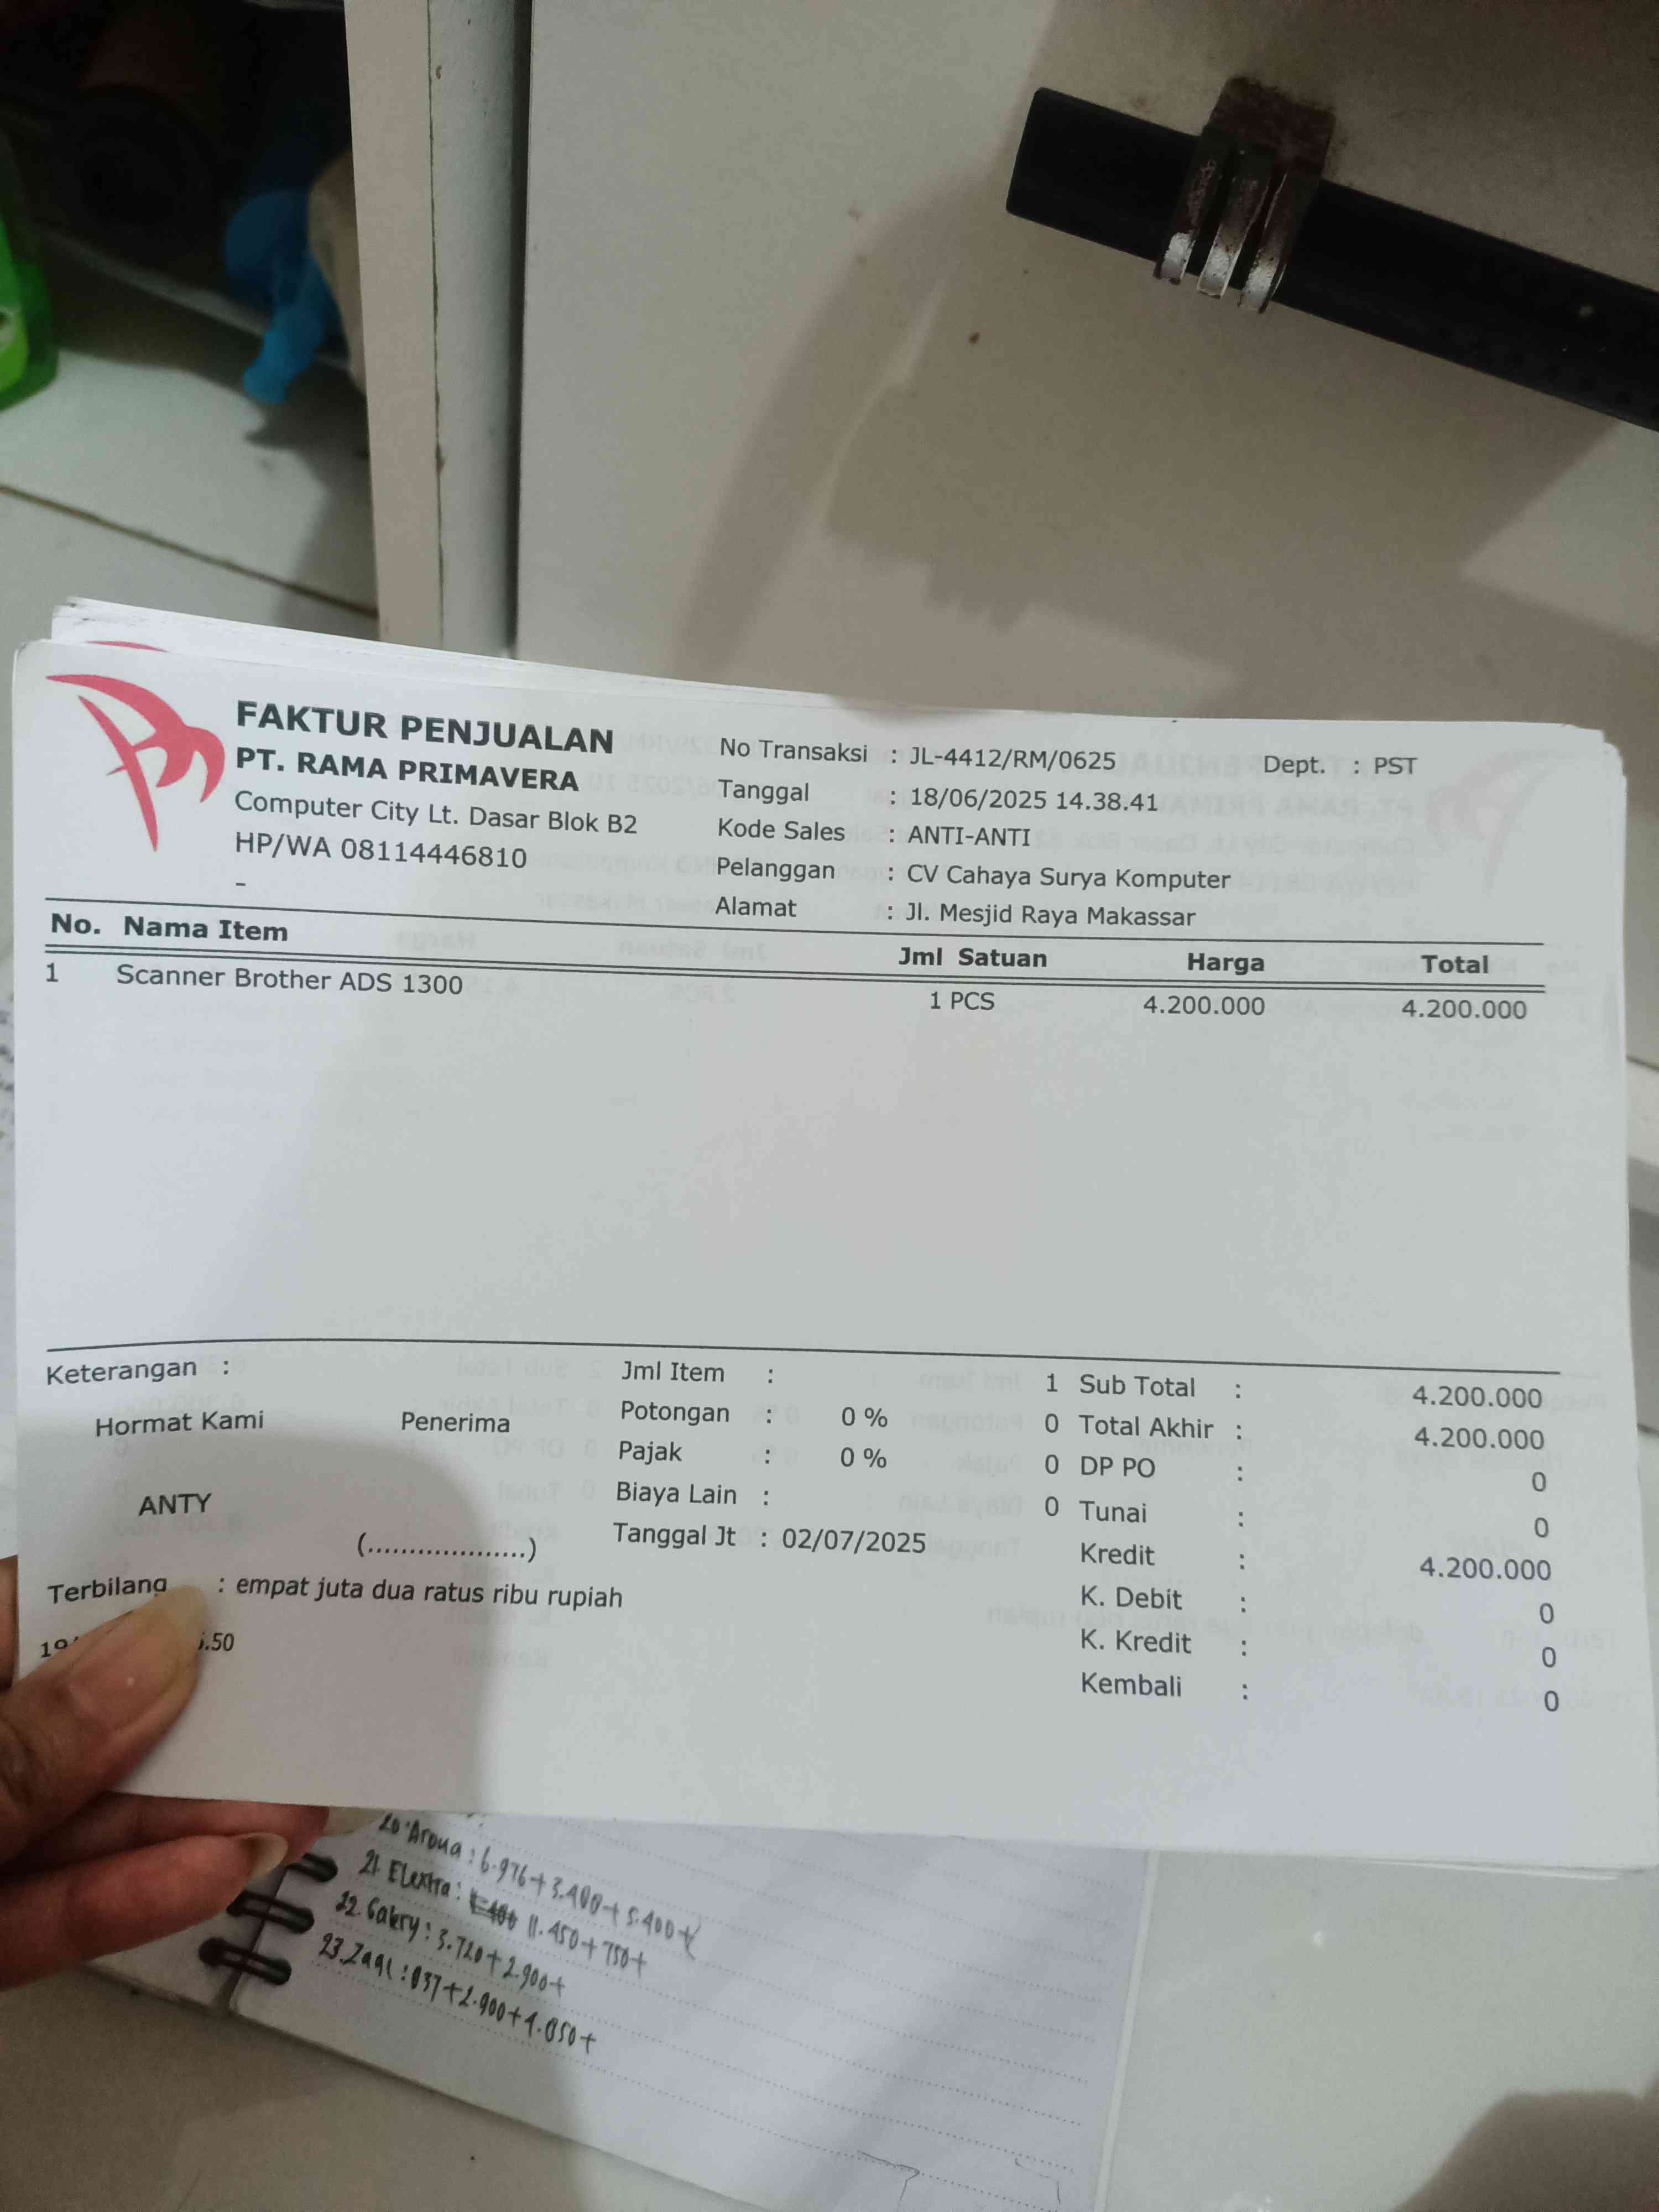 FAKTUR PENJUALAN
PT. RAMA PRIMAVERA
Computer City Lt. Dasar Blok B2
HP/WA 08114446810
-
No Transaksi : JL-4412/RM/0625 Dept. : PST
Tanggal : 18/06/2025 14.38.41
Kode Sales : ANTI-ANTI
Pelanggan : CV Cahaya Surya Komputer
Alamat : Jl. Mesjid Raya Makassar
No. Nama Item Jml Satuan Harga Total
1 Scanner Brother ADS 1300 1 PCS 4.200.000 4.200.000
Keterangan :
Hormat Kami Penerima
ANTY
(...................)
Jml Item : 1
Potongan : 0 % 0
Pajak : 0 % 0
Biaya Lain : 0
Tanggal Jt : 02/07/2025
Sub Total : 4.200.000
Total Akhir : 4.200.000
DP PO : 0
Tunai : 0
Kredit : 4.200.000
K. Debit : 0
K. Kredit : 0
Kembali : 0
Terbilang : empat juta dua ratus ribu rupiah
.50
20 : 6.976+3.400+5.400+
21. Elextra : 11.450+750+
22. : 3.720+2.900+
23. : 037+2.900+1.050+